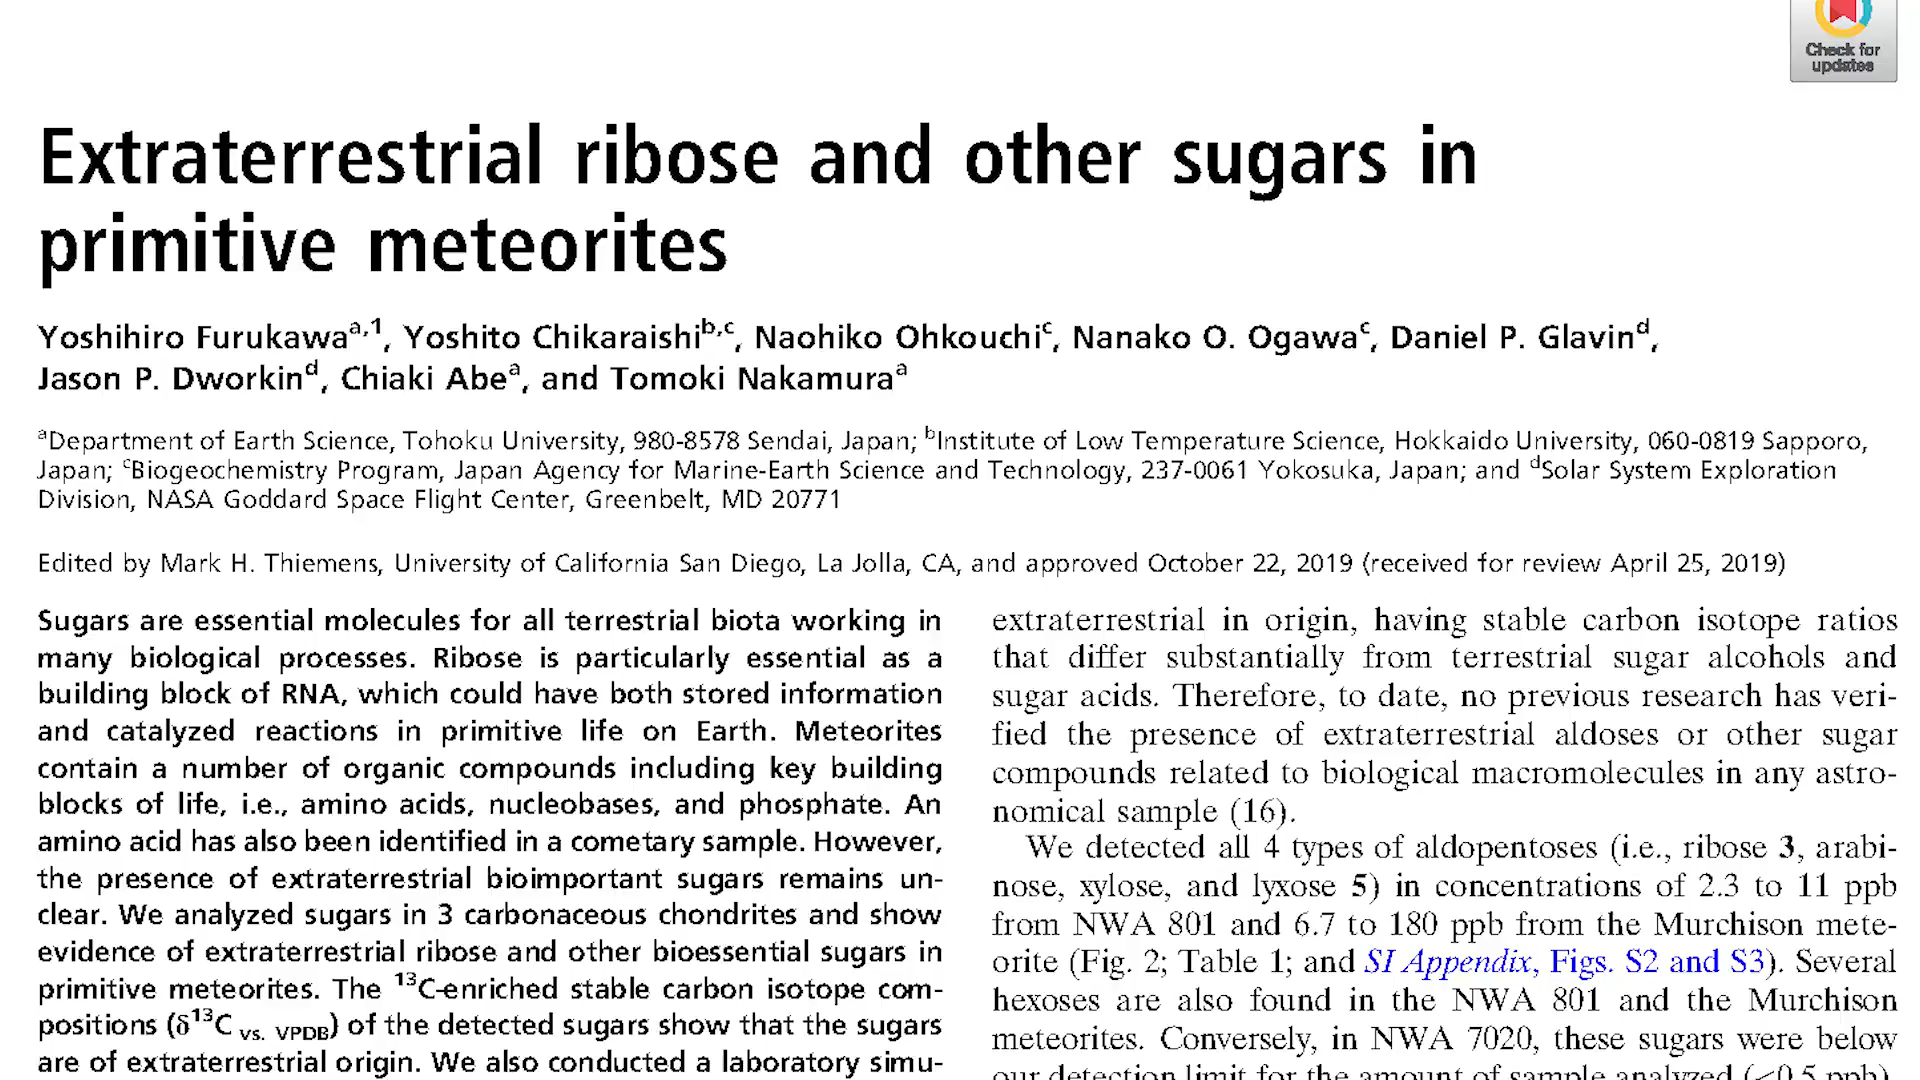 Check for
updates
Extraterrestrial ribose and other sugars in
primitive meteorites
Yoshihiro Furukawaa,1, Yoshito Chikaraishib,c, Naohiko Ohkouchic, Nanako O. Ogawac, Daniel P. Glavind,
Jason P. Dworkind, Chiaki Abea, and Tomoki Nakamuraa
aDepartment of Earth Science, Tohoku University, 980-8578 Sendai, Japan; bInstitute of Low Temperature Science, Hokkaido University, 060-0819 Sapporo,
Japan; cBiogeochemistry Program, Japan Agency for Marine-Earth Science and Technology, 237-0061 Yokosuka, Japan; and dSolar System Exploration
Division, NASA Goddard Space Flight Center, Greenbelt, MD 20771
Edited by Mark H. Thiemens, University of California San Diego, La Jolla, CA, and approved October 22, 2019 (received for review April 25, 2019)
Sugars are essential molecules for all terrestrial biota working in
many biological processes. Ribose is particularly essential as a
building block of RNA, which could have both stored information
and catalyzed reactions in primitive life on Earth. Meteorites
contain a number of organic compounds including key building
blocks of life, i.e., amino acids, nucleobases, and phosphate. An
amino acid has also been identified in a cometary sample. However,
the presence of extraterrestrial bioimportant sugars remains un-
clear. We analyzed sugars in 3 carbonaceous chondrites and show
evidence of extraterrestrial ribose and other bioessential sugars in
primitive meteorites. The 13C-enriched stable carbon isotope com-
positions (δ13C vs. VPDB) of the detected sugars show that the sugars
are of extraterrestrial origin. We also conducted a laboratory simu-
extraterrestrial in origin, having stable carbon isotope ratios
that differ substantially from terrestrial sugar alcohols and
sugar acids. Therefore, to date, no previous research has veri-
fied the presence of extraterrestrial aldoses or other sugar
compounds related to biological macromolecules in any astro-
nomical sample (16).
We detected all 4 types of aldopentoses (i.e., ribose 3, arabi-
nose, xylose, and lyxose 5) in concentrations of 2.3 to 11 ppb
from NWA 801 and 6.7 to 180 ppb from the Murchison mete-
orite (Fig. 2; Table 1; and SI Appendix, Figs. S2 and S3). Several
hexoses are also found in the NWA 801 and the Murchison
meteorites. Conversely, in NWA 7020, these sugars were below
our detection limit for the amount of sample analyzed (<0.5 ppb).